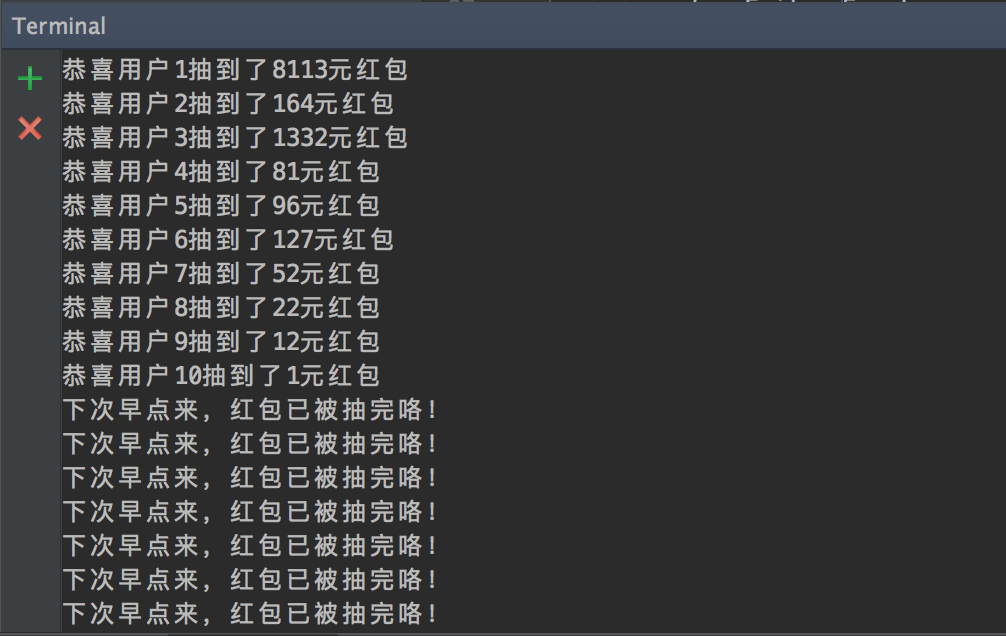 Terminal
恭喜用户1抽到了8113元红包
恭喜用户2抽到了164元红包
恭喜用户3抽到了1332元红包
恭喜用户4抽到了81元红包
恭喜用户5抽到了96元红包
恭喜用户6抽到了127元红包
恭喜用户7抽到了52元红包
恭喜用户8抽到了22元红包
恭喜用户9抽到了12元红包
恭喜用户10抽到了1元红包
下次早点来，红包已被抽完咯！
下次早点来，红包已被抽完咯！
下次早点来，红包已被抽完咯！
下次早点来，红包已被抽完咯！
下次早点来，红包已被抽完咯！
下次早点来，红包已被抽完咯！
下次早点来，红包已被抽完咯！